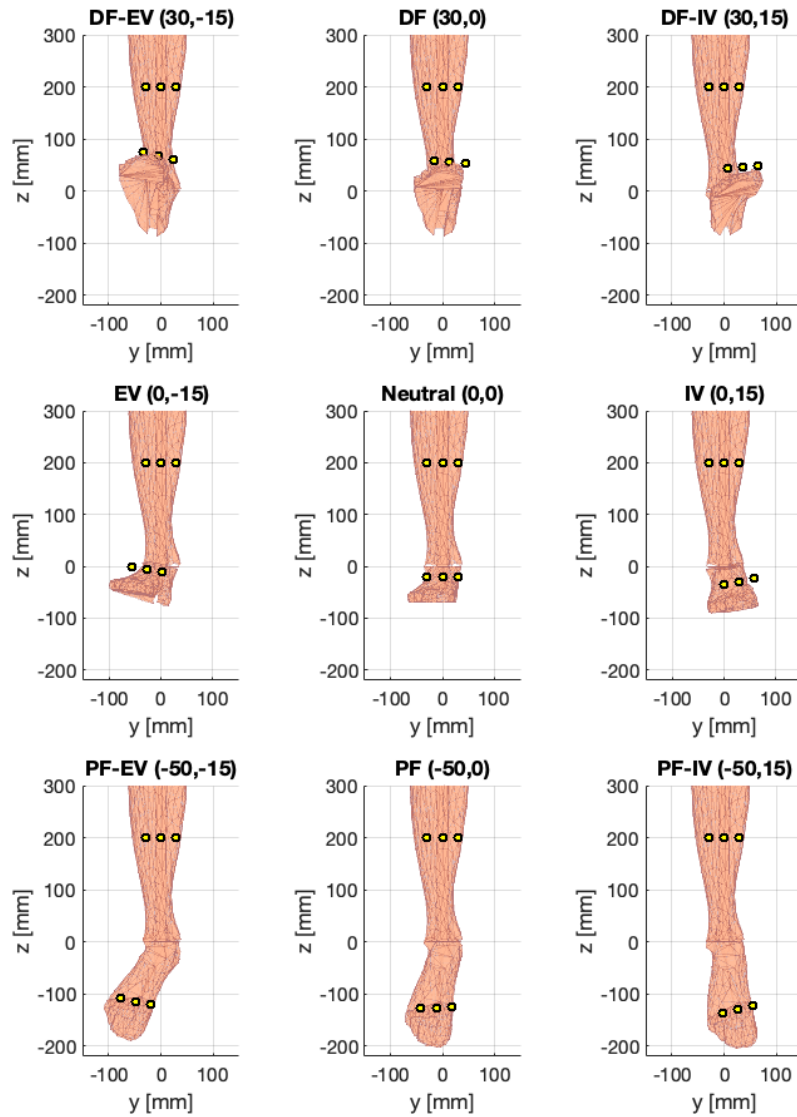 DF-EV (30,-15) DF (30,0) DF-IV (30,15)
300 300 300
200 200 200
z [mm] 100 z [mm] 100 z [mm] 100
0 0 0
-100 -100 -100
-200 -200 -200
-100 0 100 -100 0 100 -100 0 100
y [mm] y [mm] y [mm]
EV (0,-15) Neutral (0,0) IV (0,15)
300 300 300
200 200 200
z [mm] 100 z [mm] 100 z [mm] 100
0 0 0
-100 -100 -100
-200 -200 -200
-100 0 100 -100 0 100 -100 0 100
y [mm] y [mm] y [mm]
PF-EV (-50,-15) PF (-50,0) PF-IV (-50,15)
300 300 300
200 200 200
z [mm] 100 z [mm] 100 z [mm] 100
0 0 0
-100 -100 -100
-200 -200 -200
-100 0 100 -100 0 100 -100 0 100
y [mm] y [mm] y [mm]